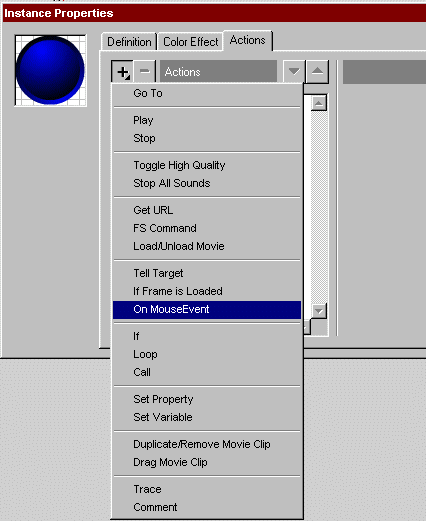 Instance Properties
Definition
Color Effect
Actions
Actions
Go To
Play
Stop
Toggle High Quality
Stop All Sounds
Get URL
FS Command
Load/Unload Movie
Tell Target
If Frame is Loaded
On MouseEvent
If
Loop
Call
Set Property
Set Variable
Duplicate/Remove Movie Clip
Drag Movie Clip
Trace
Comment